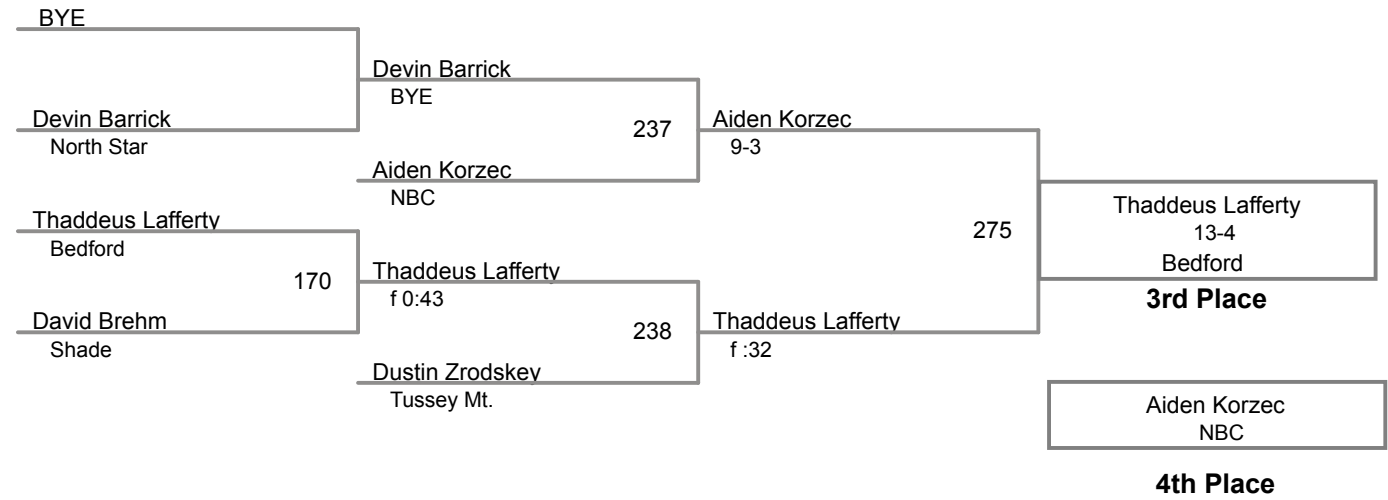 BYE
Devin Barrick
North Star
Thaddeus Lafferty
Bedford
170
David Brehm
Shade
Devin Barrick
BYE
237
Aiden Korzec
NBC
Thaddeus Lafferty
f 0:43
238
Dustin Zrodskey
Tussey Mt.
Aiden Korzec
9-3
275
Thaddeus Lafferty
f :32
Thaddeus Lafferty
13-4
Bedford
3rd Place
Aiden Korzec
NBC
4th Place